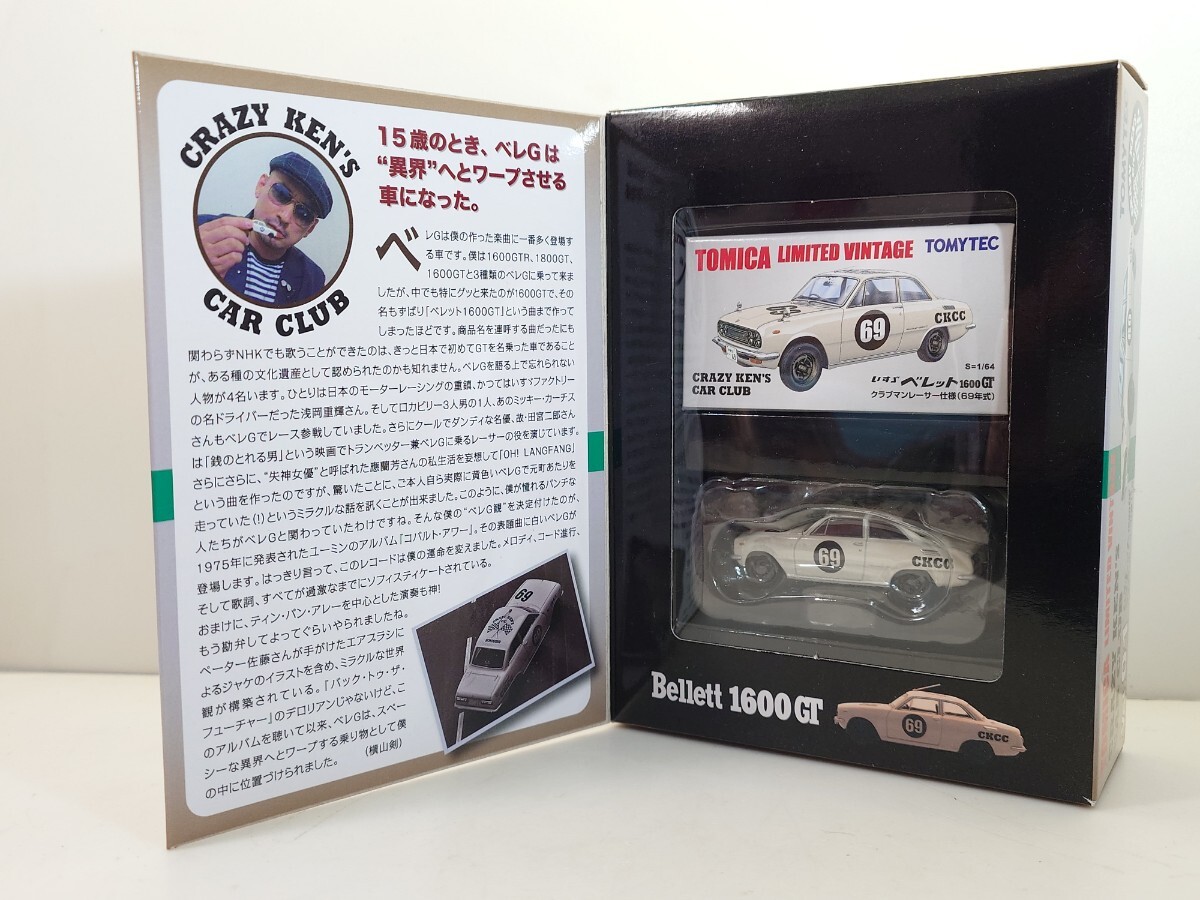 CRAZY KEN'S
CAR CLUB
15歳のとき、ベレGは
“異界”へとワープさせる
車になった。
ベレGは僕の作った楽曲に一番多く登場す
る車です。僕は1600GTR、1800GT、
1600GTと3種類のベレGに乗って来ま
したが、中でも特にグッと来たのが1600GTで、その
名もずばり「ベレット1600GT」という曲まで作って
しまったほどです。商品名を連呼する曲だったにも
関わらずNHKでも歌うことができたのは、きっと日本で初めてGTを名乗った車であること
が、ある種の文化遺産として認められたのかも知れません。ベレGを語る上で忘れられない
人物が4名います。ひとりは日本のモーターレーシングの重鎮、かつてはいすゞファクトリー
の名ドライバーだった浅岡重輝さん。そしてロカビリー3人男の1人、あのミッキー・カーチス
さんもベレGでレース参戦していました。さらにクールでダンディな名優、故・田宮二郎さん
は「銭のとれる男」という映画でトランペッター兼ベレGに乗るレーサーの役を演じています。
さらにさらに、“失神女優”と呼ばれた應蘭芳さんの私生活を妄想して「OH! LANGFANG」
という曲を作ったのですが、驚いたことに、ご本人自ら実際に黄色いベレGで元町あたりを
走っていた(!)というミラクルな話を訊くことが出来ました。このように、僕が憧れるパンチな
人たちがベレGと関わっていたわけですね。そんな僕の“ベレG観”を決定付けたのが、
1975年に発表されたユーミンのアルバム「コバルト・アワー」。その表題曲に白いベレGが
登場します。はっきり言って、このレコードは僕の運命を変えました。メロディ、コード進行、
そして歌詞、すべてが過激なまでにソフィスティケートされている。
おまけに、ティン・パン・アレーを中心とした演奏も神!
もう勘弁してよってぐらいやられましたね。
ペーター佐藤さんが手がけたエアスラシに
よるジャケのイラストを含め、ミラクルな世界
観が構築されている。「バック・トゥ・ザ・
フューチャー」のデロリアンじゃないけど、こ
のアルバムを聴いて以来、ベレGは、スペー
シーな異界へとワープする乗り物として僕
の中に位置づけられました。 (横山剣)
69
TOMICA LIMITED VINTAGE TOMYTEC
69
CKCC
S=1/64
CRAZY KEN'S
CAR CLUB
いすゞ ベレット 1600GT
クラブマンレーサー仕様(69年式)
69
CKCC
Bellett 1600 GT
69
CKCC